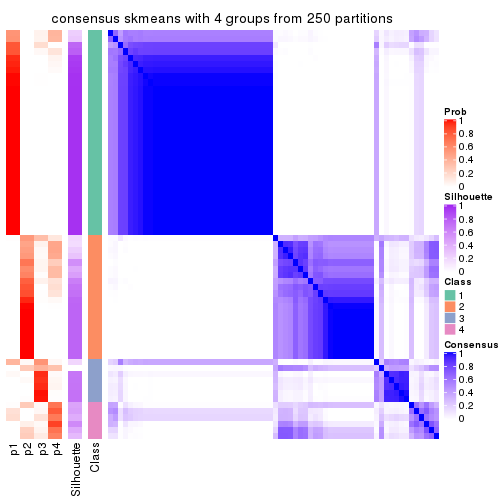 consensus skmeans with 4 groups from 250 partitions
Prob
1
0.8
0.6
0.4
0.2
0
Silhouette
1
0.8
0.6
0.4
0.2
0
Class
1
2
3
4
Consensus
1
0.8
0.6
0.4
0.2
0
p1
p2
p3
p4
Silhouette
Class